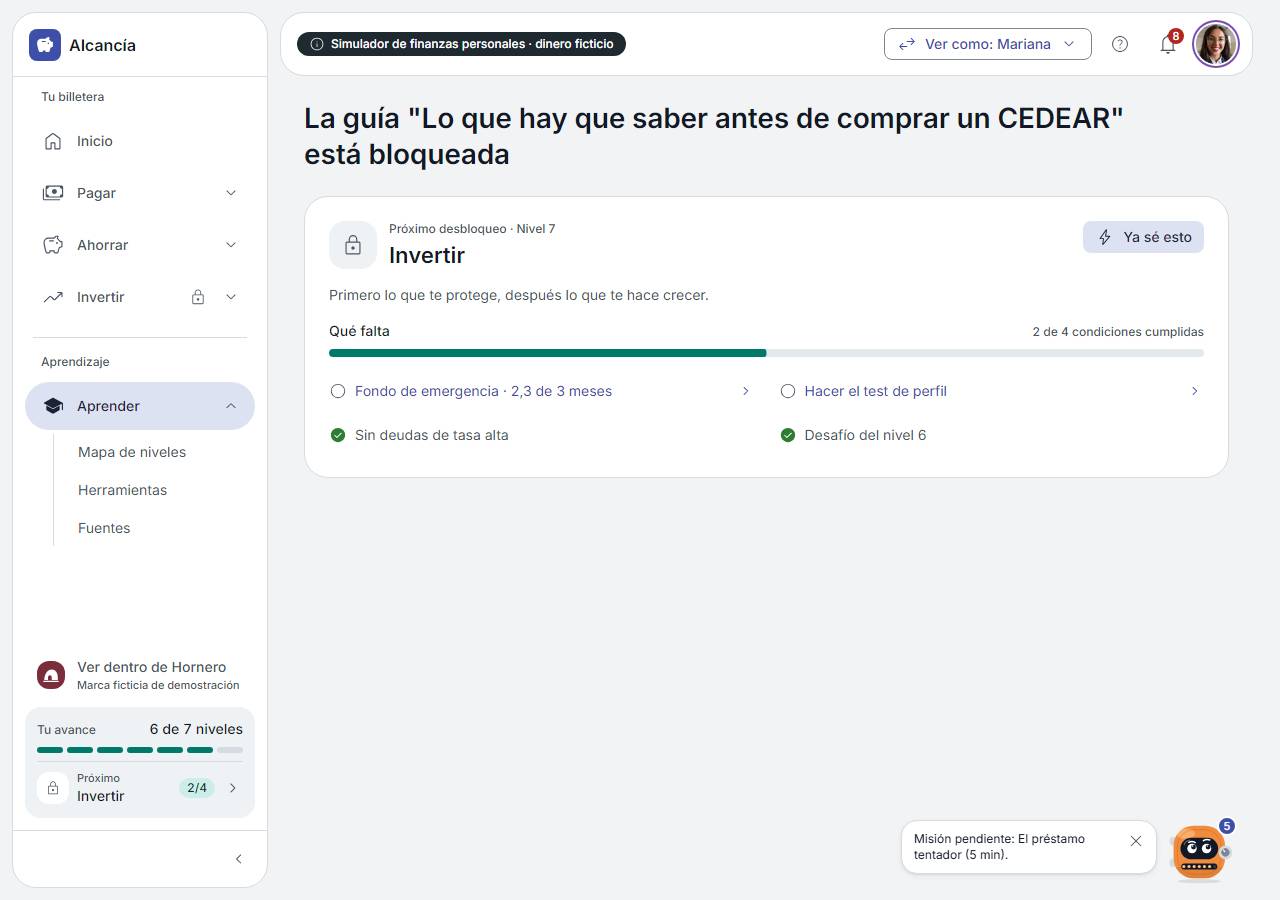 Alcancía
Tu billetera
Inicio
Pagar
Ahorrar
Invertir
Aprendizaje
Aprender
Mapa de niveles
Herramientas
Fuentes
Ver dentro de Hornero
Marca ficticia de demostración
Tu avance
6 de 7 niveles
Próximo
Invertir
2/4
Simulador de finanzas personales · dinero ficticio
Ver como: Mariana
8
La guía "Lo que hay que saber antes de comprar un CEDEAR"
está bloqueada
Próximo desbloqueo · Nivel 7
Invertir
Ya sé esto
Primero lo que te protege, después lo que te hace crecer.
Qué falta
2 de 4 condiciones cumplidas
Fondo de emergencia · 2,3 de 3 meses
Hacer el test de perfil
Sin deudas de tasa alta
Desafío del nivel 6
Misión pendiente: El préstamo
tentador (5 min).
5